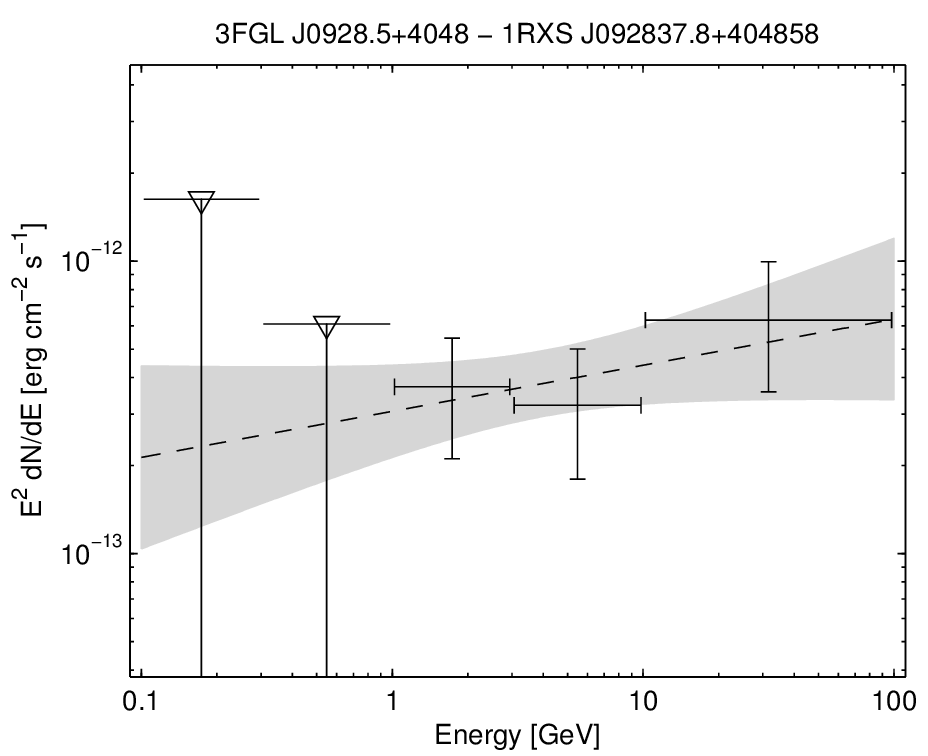 3FGL J0928.5+4048 − 1RXS J092837.8+404858
E² dN/dE [erg cm⁻² s⁻¹]
10⁻¹²
10⁻¹³
0.1 1 10 100
Energy [GeV]